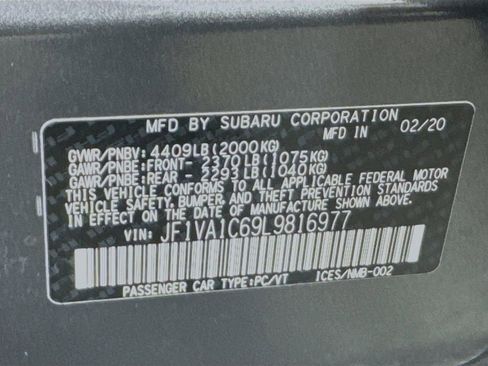 MFD BY SUBARU CORPORATION
MFD IN 02/20
GVWR/PNBV: 4409LB(2000KG)
GAWR/PNBE:FRONT- 2370LB(1075KG)
GAWR/PNBE:REAR - 2293LB(1040KG)
THIS VEHICLE CONFORMS TO ALL APPLICABLE FEDERAL MOTOR
VEHICLE SAFETY,BUMPER,AND THEFT PREVENTION STANDARDS
IN EFFECT ON THE DATE OF MANUFACTURE SHOWN ABOVE.
VIN: JF1VA1C69L9816977
PASSENGER CAR TYPE:PC/VT ICES/NMB-002